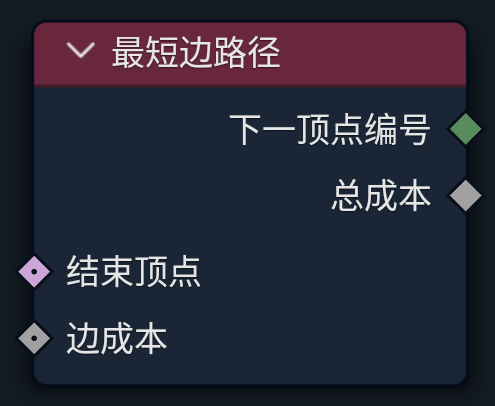 最短边路径
下一顶点编号
总成本
结束顶点
边成本